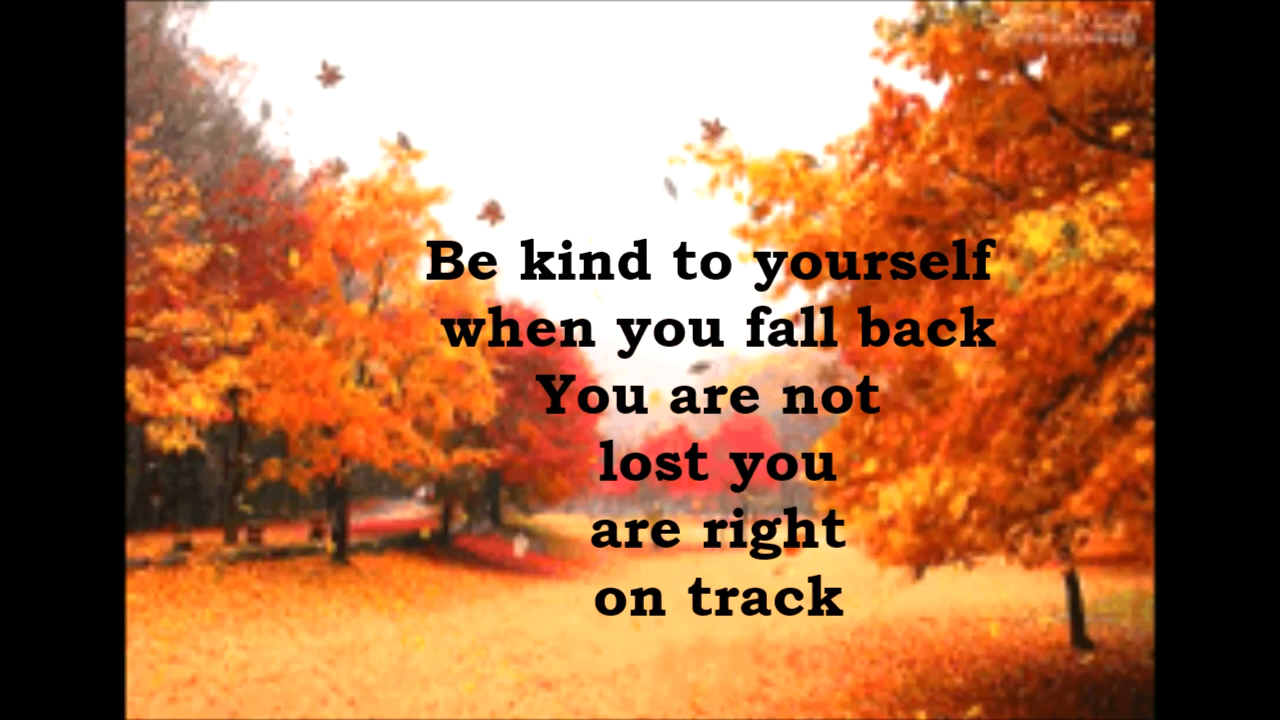 Be kind to yourself
when you fall back
You are not
lost you
are right
on track